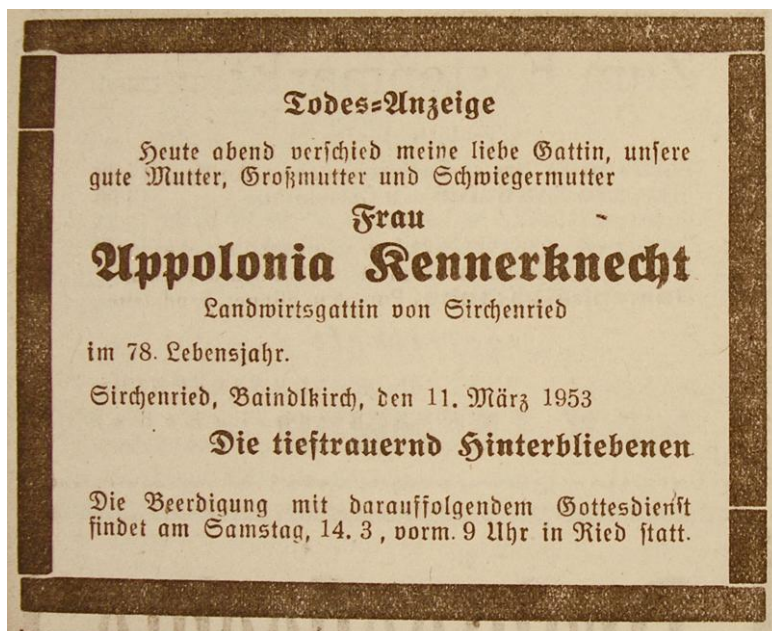 Todes=Anzeige
Heute abend verschied meine liebe Gattin, unsere
gute Mutter, Großmutter und Schwiegermutter
Frau
Appolonia Kennerknecht
Landwirtsgattin von Sirchenried
im 78. Lebensjahr.
Sirchenried, Baindlkirch, den 11. März 1953
Die tieftrauernd Hinterbliebenen
Die Beerdigung mit darauffolgendem Gottesdienst
findet am Samstag, 14. 3, vorm. 9 Uhr in Ried statt.